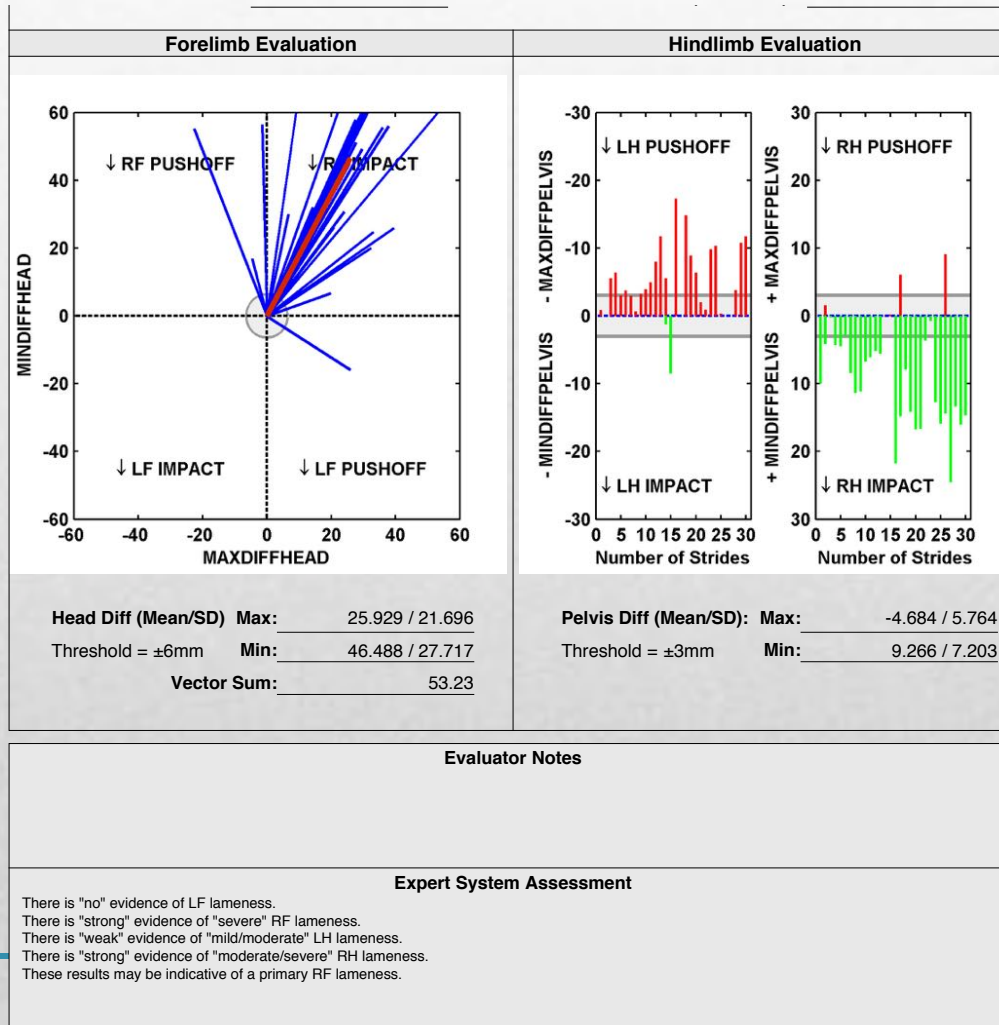 Forelimb Evaluation
Hindlimb Evaluation
60
40
20
0
-20
-40
-60
MINDIFFHEAD
↓ RF PUSHOFF
↓ RF IMPACT
↓ LF IMPACT
↓ LF PUSHOFF
-60 -40 -20 0 20 40 60
MAXDIFFHEAD
-30
-20
-10
0
-10
-20
-30
- MAXDIFFPELVIS
- MINDIFFPELVIS
↓ LH PUSHOFF
↓ LH IMPACT
0 5 10 15 20 25 30
Number of Strides
30
20
10
0
10
20
30
+ MAXDIFFPELVIS
+ MINDIFFPELVIS
↓ RH PUSHOFF
↓ RH IMPACT
0 5 10 15 20 25 30
Number of Strides
Head Diff (Mean/SD) Max: 25.929 / 21.696
Threshold = ±6mm Min: 46.488 / 27.717
Vector Sum: 53.23
Pelvis Diff (Mean/SD): Max: -4.684 / 5.764
Threshold = ±3mm Min: 9.266 / 7.203
Evaluator Notes
Expert System Assessment
There is "no" evidence of LF lameness.
There is "strong" evidence of "severe" RF lameness.
There is "weak" evidence of "mild/moderate" LH lameness.
There is "strong" evidence of "moderate/severe" RH lameness.
These results may be indicative of a primary RF lameness.